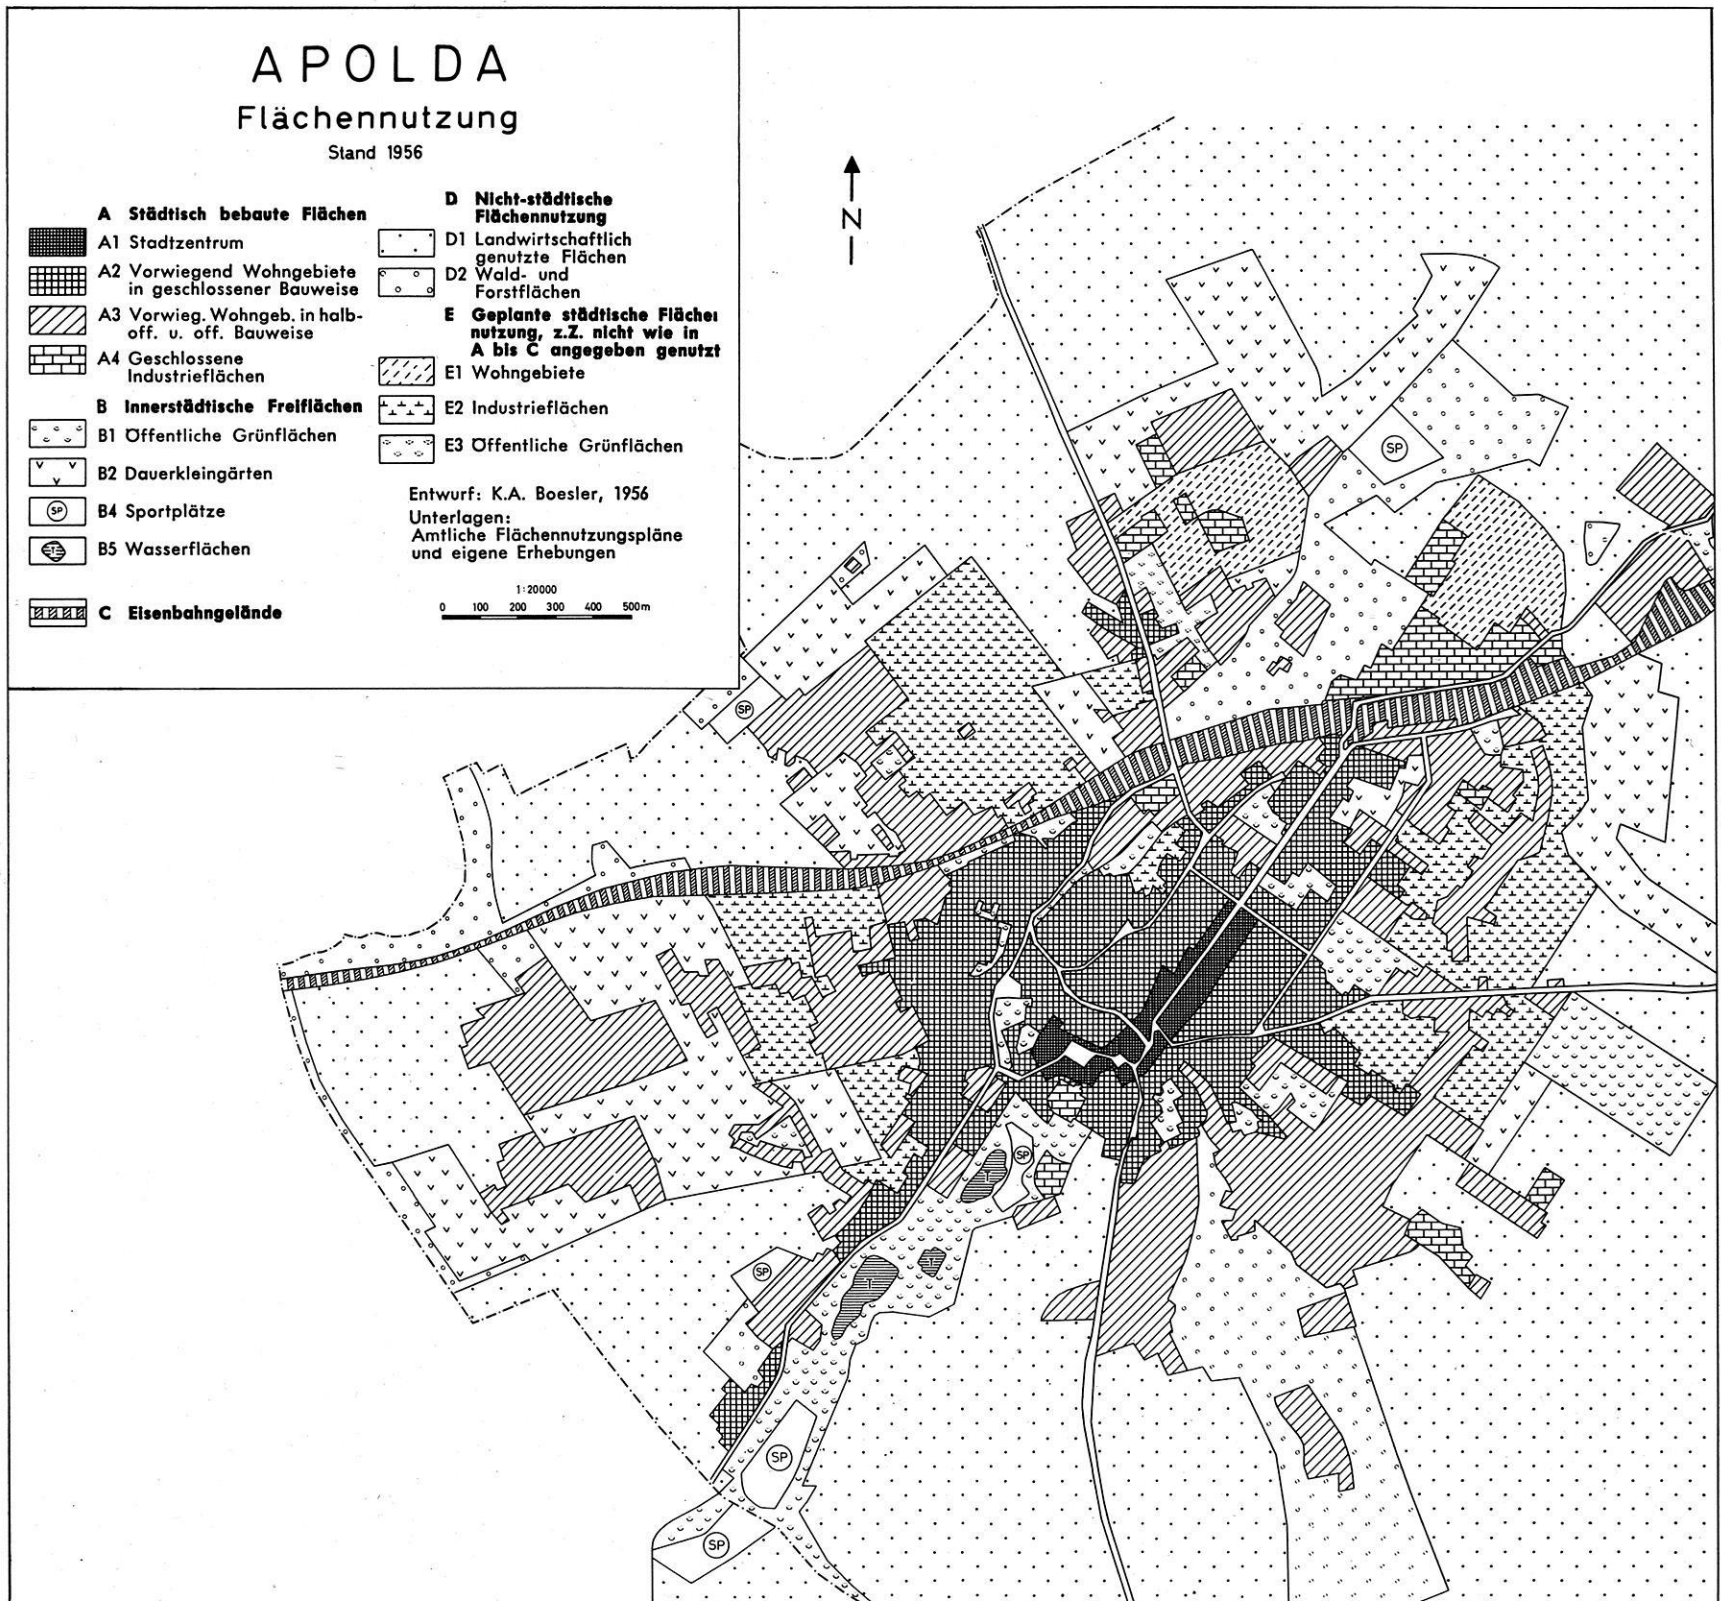 APOLDA
Flächennutzung
Stand 1956
A Städtisch bebaute Flächen
A1 Stadtzentrum
A2 Vorwiegend Wohngebiete
in geschlossener Bauweise
A3 Vorwieg. Wohngeb. in halb-
off. u. off. Bauweise
A4 Geschlossene
Industrieflächen
B Innerstädtische Freiflächen
B1 Öffentliche Grünflächen
B2 Dauerkleingärten
SP B4 Sportplätze
T B5 Wasserflächen
C Eisenbahngelände
D Nicht-städtische
Flächennutzung
D1 Landwirtschaftlich
genutzte Flächen
D2 Wald- und
Forstflächen
E Geplante städtische Flächen
nutzung, z.Z. nicht wie in
A bis C angegeben genutzt
E1 Wohngebiete
E2 Industrieflächen
E3 Öffentliche Grünflächen
Entwurf: K.A. Boesler, 1956
Unterlagen:
Amtliche Flächennutzungspläne
und eigene Erhebungen
1:20000
0 100 200 300 400 500m
N
SP
SP
SP
T
SP
T
T
SP
SP